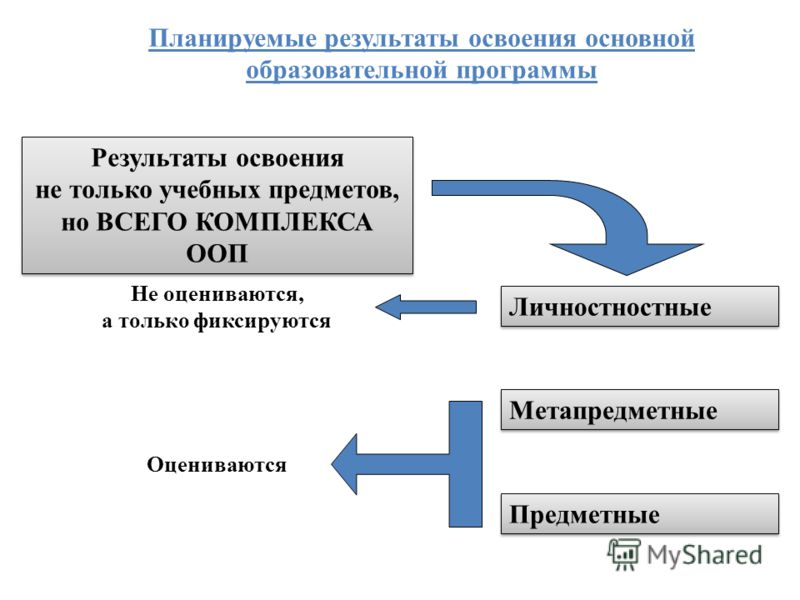 Планируемые результаты освоения основной
образовательной программы
Результаты освоения
не только учебных предметов,
но ВСЕГО КОМПЛЕКСА
ООП
Не оцениваются,
а только фиксируются
Личностностные
Метапредметные
Оцениваются
Предметные
MyShared